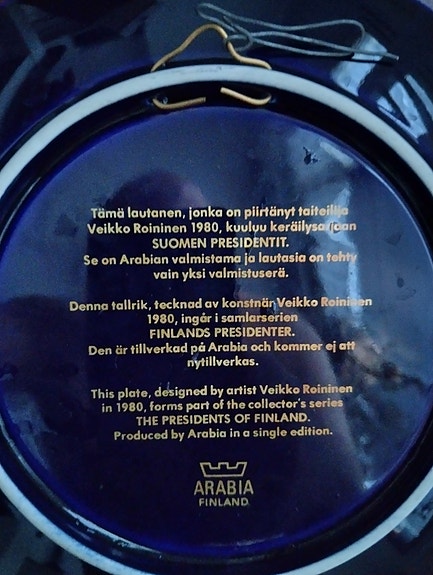 Tämä lautanen, jonka on piirtänyt taiteilija
Veikko Roininen 1980, kuuluu keräilysarjaan
SUOMEN PRESIDENTIT.
Se on Arabian valmistama ja lautasia on tehty
vain yksi valmistuserä.
Denna tallrik, tecknad av konstnär Veikko Roininen
1980, ingår i samlarserien
FINLANDS PRESIDENTER.
Den är tillverkad på Arabia och kommer ej att
nytillverkas.
This plate, designed by artist Veikko Roininen
in 1980, forms part of the collector's series
THE PRESIDENTS OF FINLAND.
Produced by Arabia in a single edition.
ARABIA
FINLAND